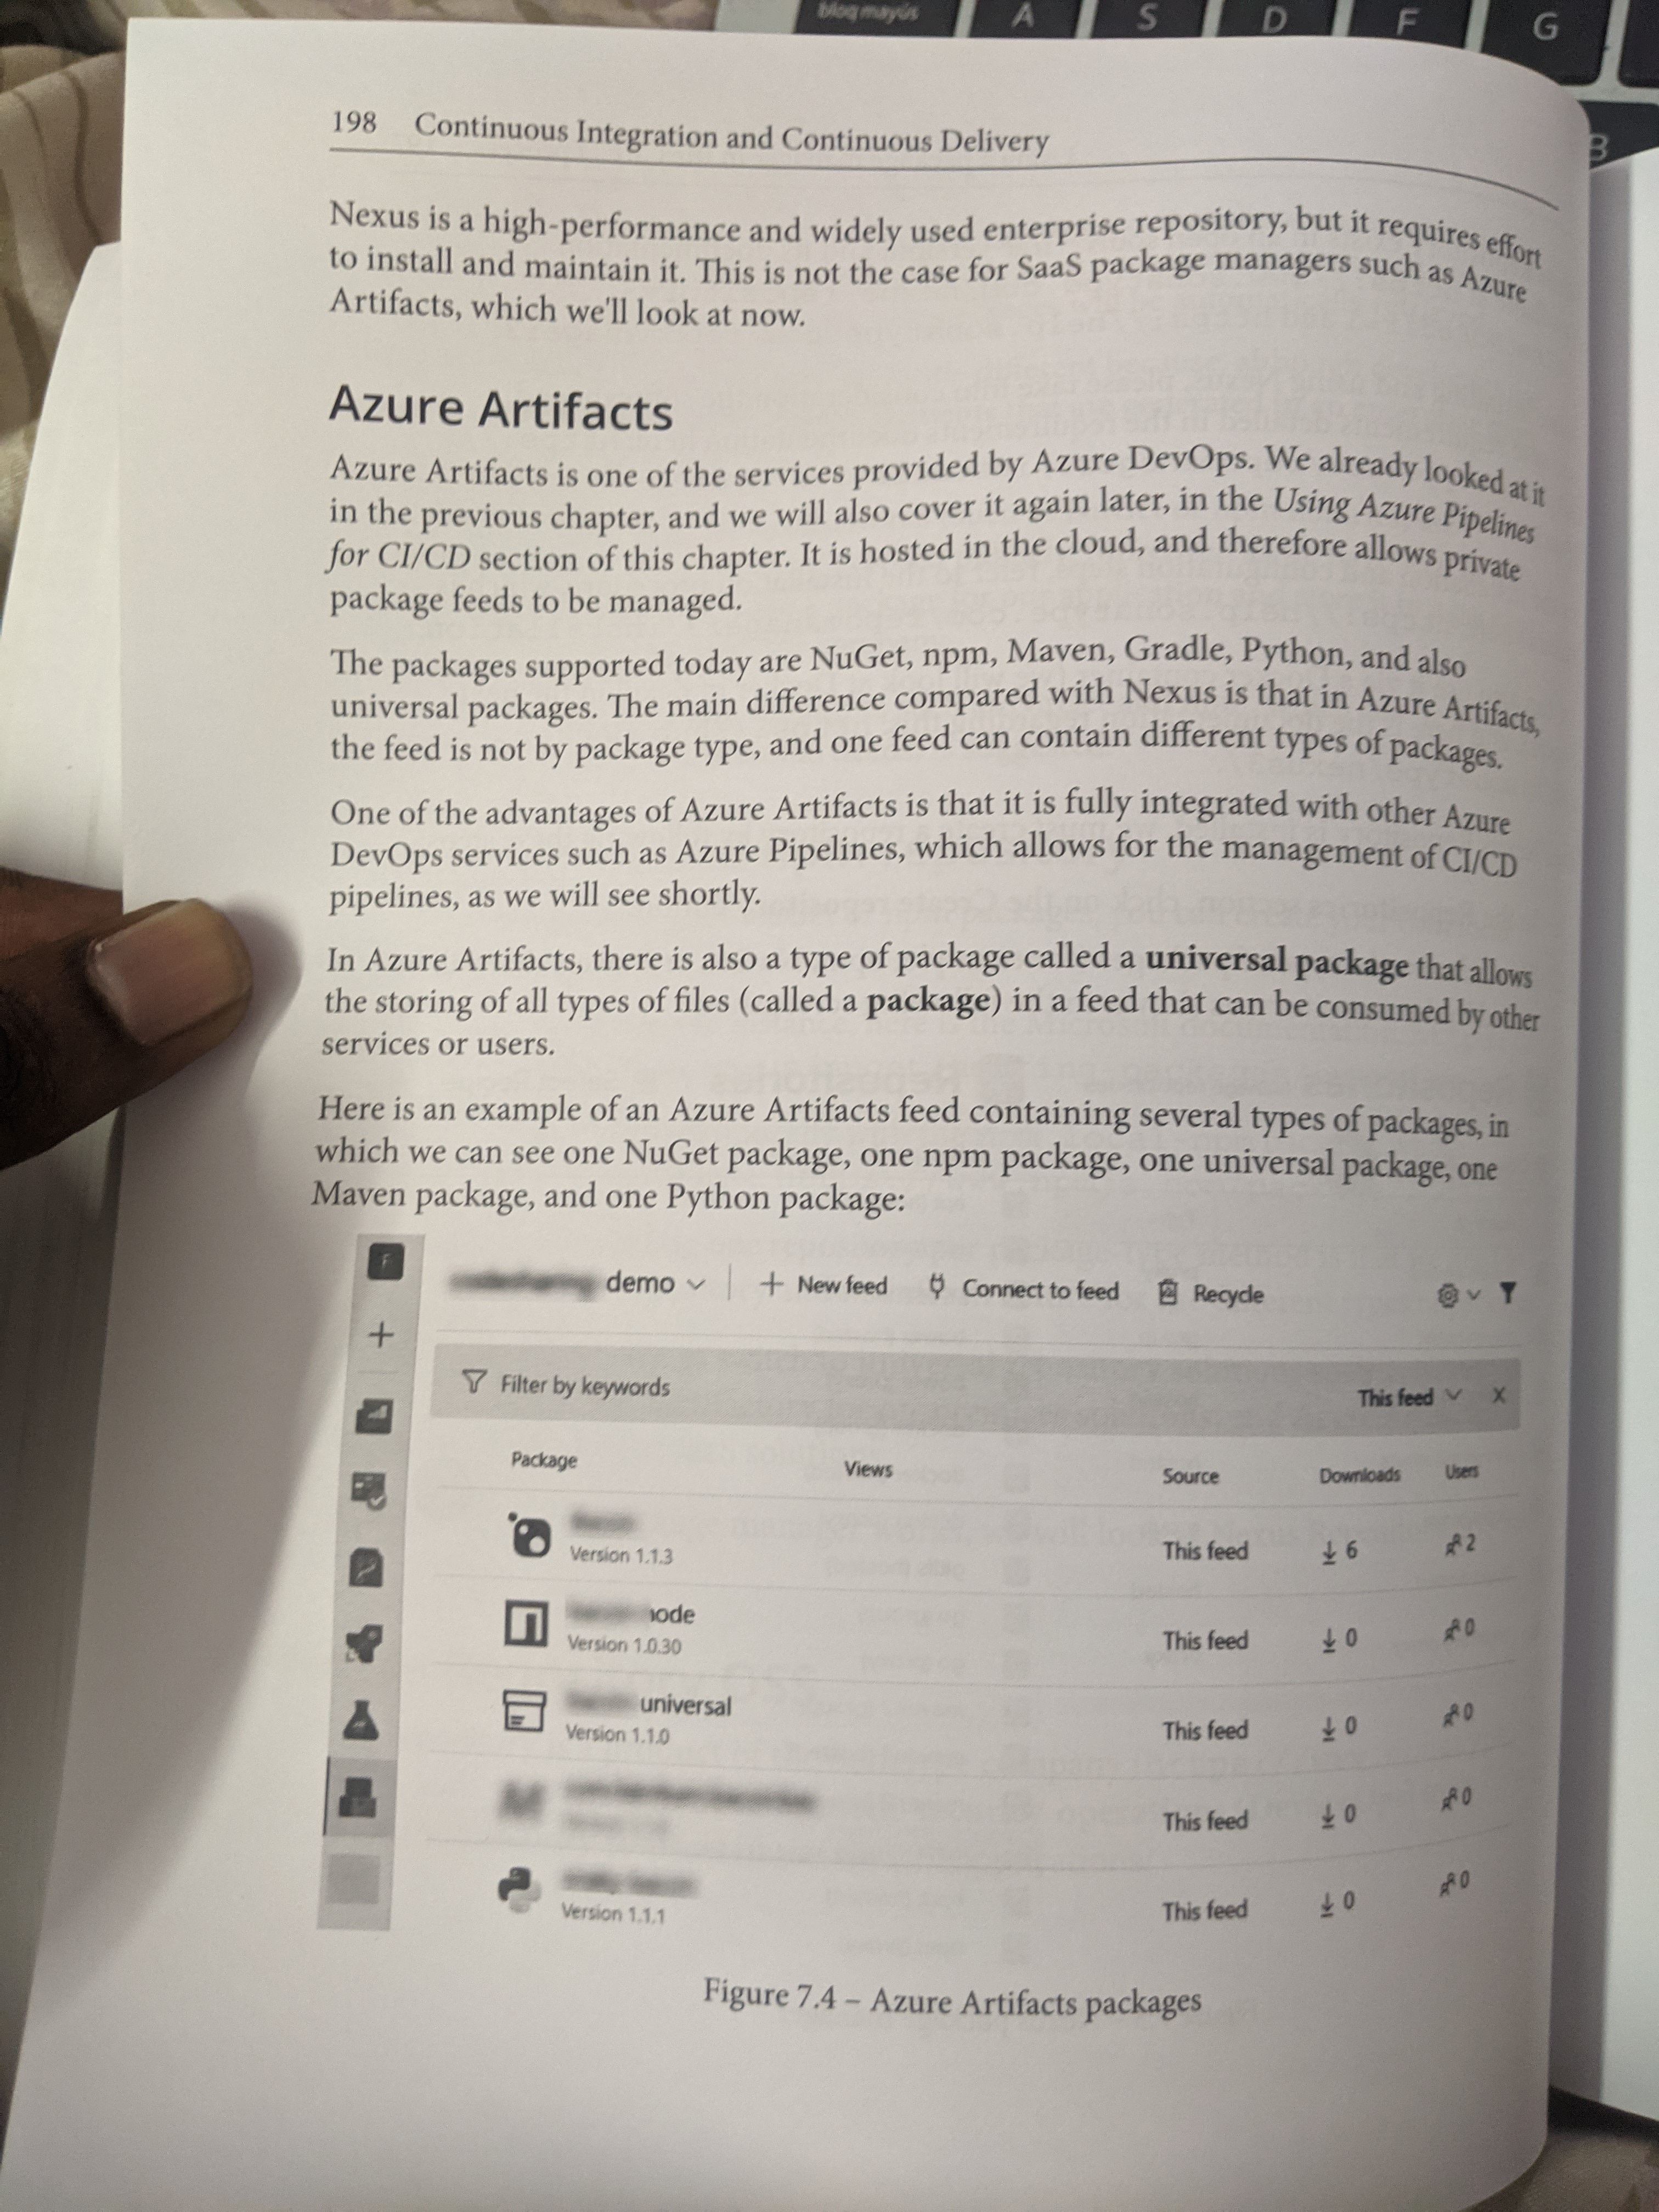 bloq mayús A S D F G
B
198 Continuous Integration and Continuous Delivery
Nexus is a high-performance and widely used enterprise repository, but it requires effort
to install and maintain it. This is not the case for SaaS package managers such as Azure
Artifacts, which we'll look at now.
Azure Artifacts
Azure Artifacts is one of the services provided by Azure DevOps. We already looked at it
in the previous chapter, and we will also cover it again later, in the Using Azure Pipelines
for CI/CD section of this chapter. It is hosted in the cloud, and therefore allows private
package feeds to be managed.
The packages supported today are NuGet, npm, Maven, Gradle, Python, and also
universal packages. The main difference compared with Nexus is that in Azure Artifacts,
the feed is not by package type, and one feed can contain different types of packages.
One of the advantages of Azure Artifacts is that it is fully integrated with other Azure
DevOps services such as Azure Pipelines, which allows for the management of CI/CD
pipelines, as we will see shortly.
In Azure Artifacts, there is also a type of package called a universal package that allows
the storing of all types of files (called a package) in a feed that can be consumed by other
services or users.
Here is an example of an Azure Artifacts feed containing several types of packages, in
which we can see one NuGet package, one npm package, one universal package, one
Maven package, and one Python package:
demo New feed Connect to feed Recycle
Filter by keywords This feed X
Package Views Source Downloads Users
Version 1.1.3 This feed 6 2
ode
Version 1.0.30 This feed 0 0
universal
Version 1.1.0 This feed 0 0
This feed 0 0
Version 1.1.1 This feed 0 0
Figure 7.4 – Azure Artifacts packages